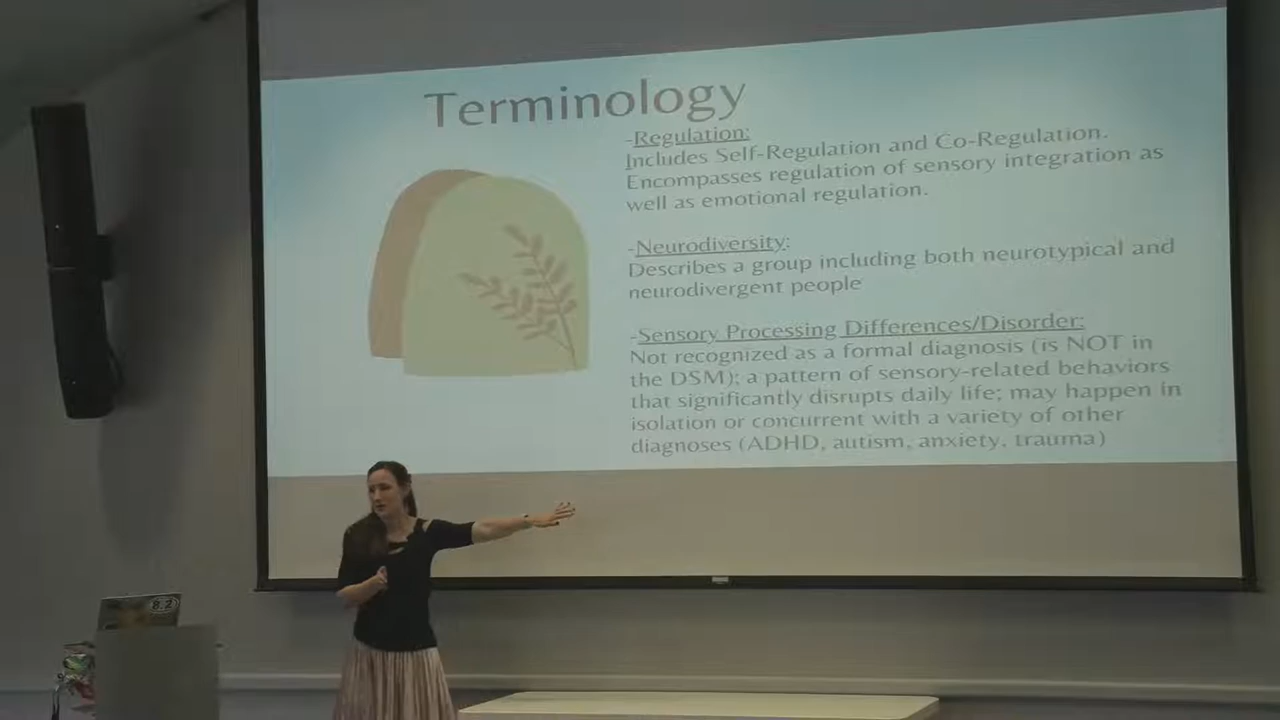 Terminology
-Regulation:
Includes Self-Regulation and Co-Regulation.
Encompasses regulation of sensory integration as
well as emotional regulation.
-Neurodiversity:
Describes a group including both neurotypical and
neurodivergent people
-Sensory Processing Differences/Disorder:
Not recognized as a formal diagnosis (is NOT in
the DSM); a pattern of sensory-related behaviors
that significantly disrupts daily life; may happen in
isolation or concurrent with a variety of other
diagnoses (ADHD, autism, anxiety, trauma)
8.2